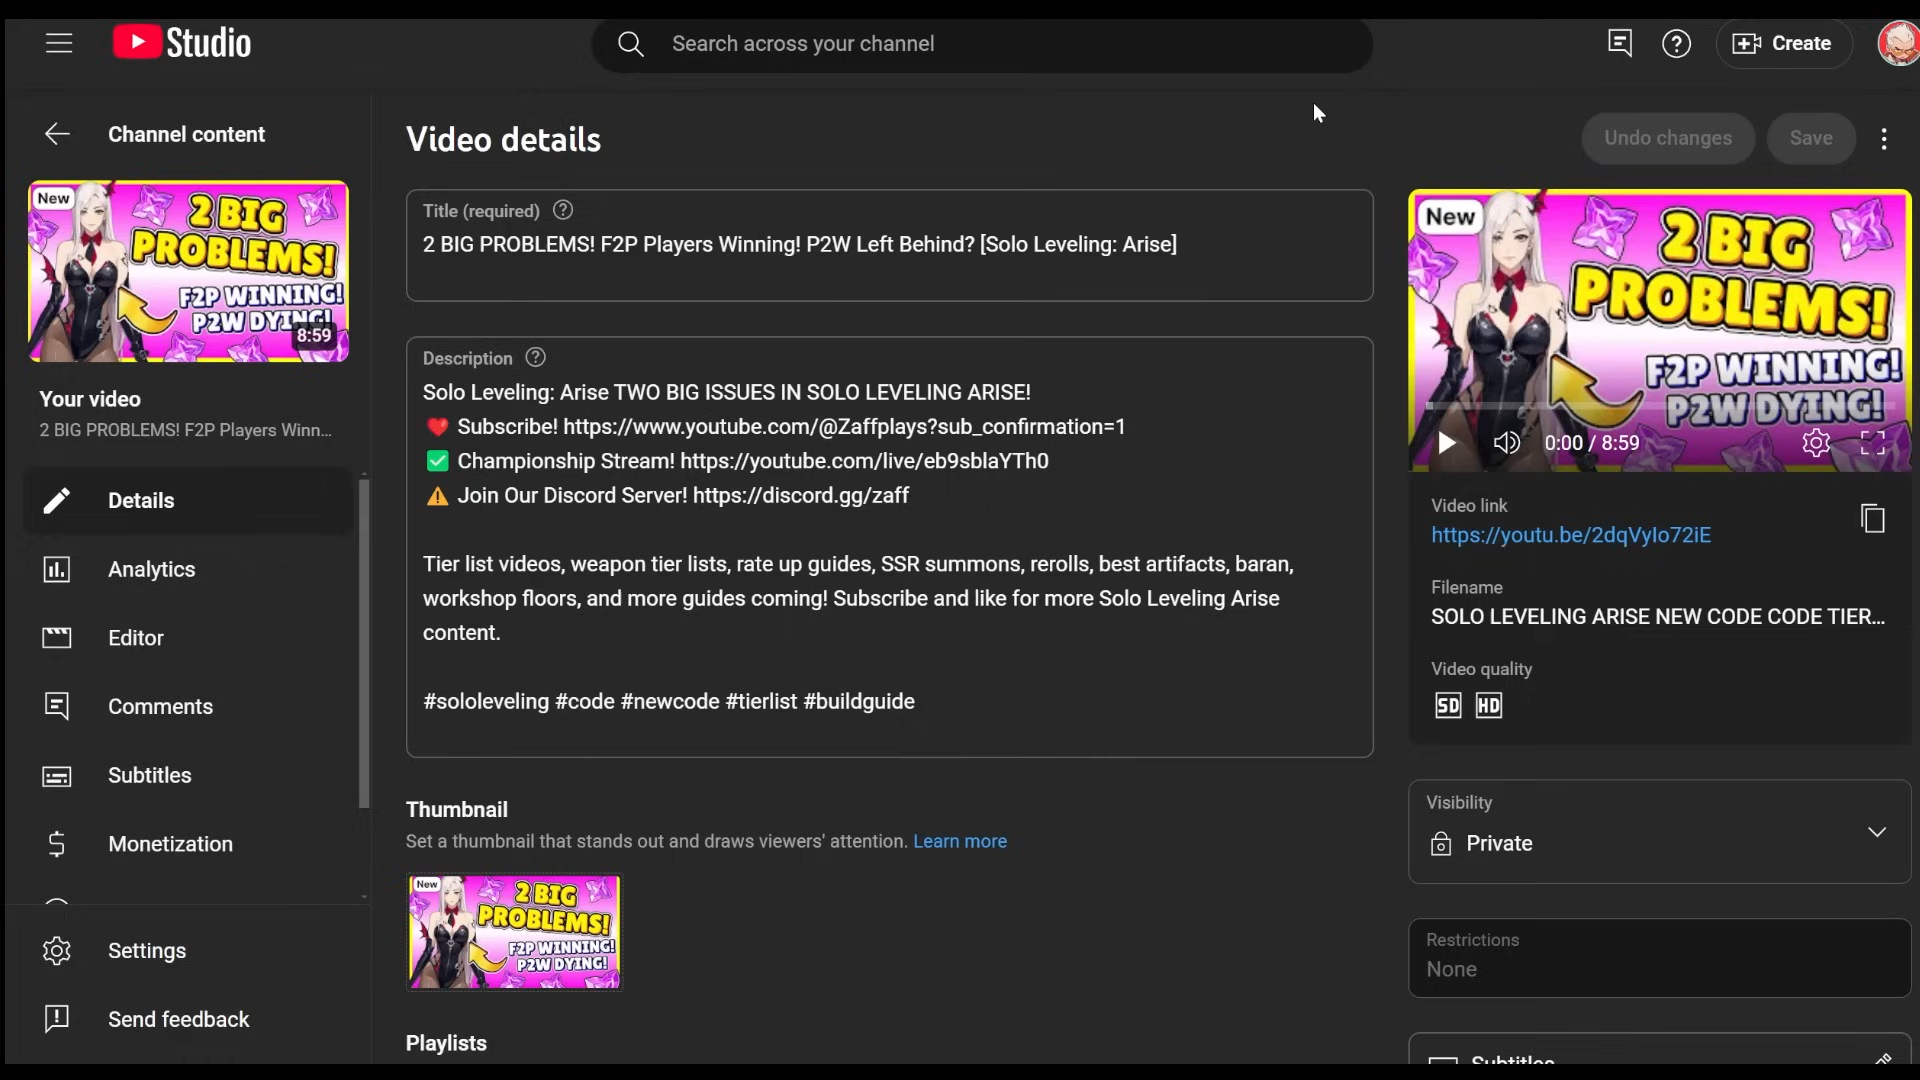 Studio
Search across your channel
Create
Channel content
Video details
Undo changes
Save
New
2 BIG
PROBLEMS!
F2P WINNING!
P2W DYING!
8:59
Title (required)
2 BIG PROBLEMS! F2P Players Winning! P2W Left Behind? [Solo Leveling: Arise]
New
2 BIG
PROBLEMS!
F2P WINNING!
P2W DYING!
0:00 / 8:59
Your video
2 BIG PROBLEMS! F2P Players Winn...
Description
Solo Leveling: Arise TWO BIG ISSUES IN SOLO LEVELING ARISE!
❤️ Subscribe! https://www.youtube.com/@Zaffplays?sub_confirmation=1
✅ Championship Stream! https://youtube.com/live/eb9sblaYTh0
⚠️ Join Our Discord Server! https://discord.gg/zaff
Tier list videos, weapon tier lists, rate up guides, SSR summons, rerolls, best artifacts, baran,
workshop floors, and more guides coming! Subscribe and like for more Solo Leveling Arise
content.
#sololeveling #code #newcode #tierlist #buildguide
Details
Analytics
Editor
Comments
Subtitles
Monetization
Settings
Send feedback
Video link
https://youtu.be/2dqVyIo72iE
Filename
SOLO LEVELING ARISE NEW CODE CODE TIER...
Video quality
SD HD
Thumbnail
Set a thumbnail that stands out and draws viewers' attention. Learn more
New
2 BIG
PROBLEMS!
F2P WINNING!
P2W DYING!
Visibility
Private
Restrictions
None
Playlists
Subtitles